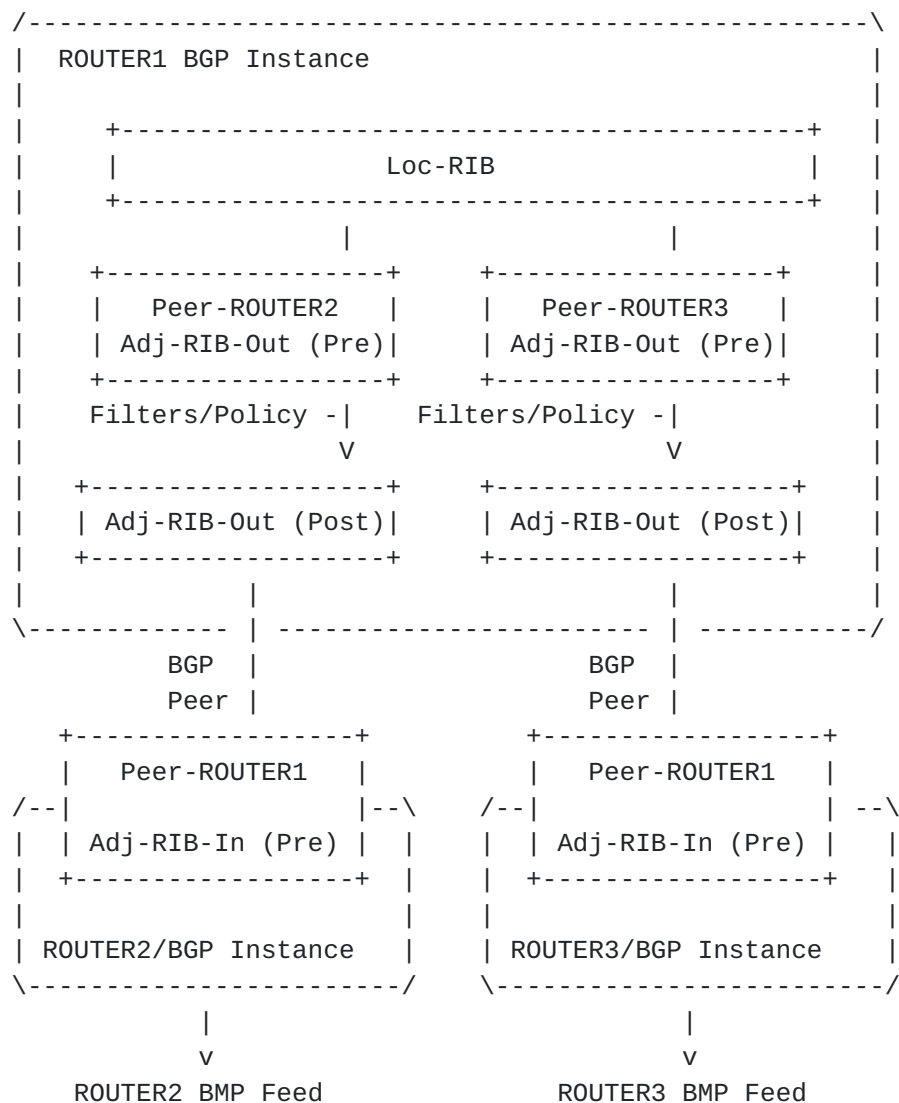 ROUTER1 BGP Instance
Loc-RIB
Peer-ROUTER2 Peer-ROUTER3
Adj-RIB-Out (Pre) Adj-RIB-Out (Pre)
Filters/Policy -| Filters/Policy -|
V V
Adj-RIB-Out (Post) Adj-RIB-Out (Post)
BGP BGP
Peer Peer
Peer-ROUTER1 Peer-ROUTER1
Adj-RIB-In (Pre) Adj-RIB-In (Pre)
ROUTER2/BGP Instance ROUTER3/BGP Instance
v v
ROUTER2 BMP Feed ROUTER3 BMP Feed